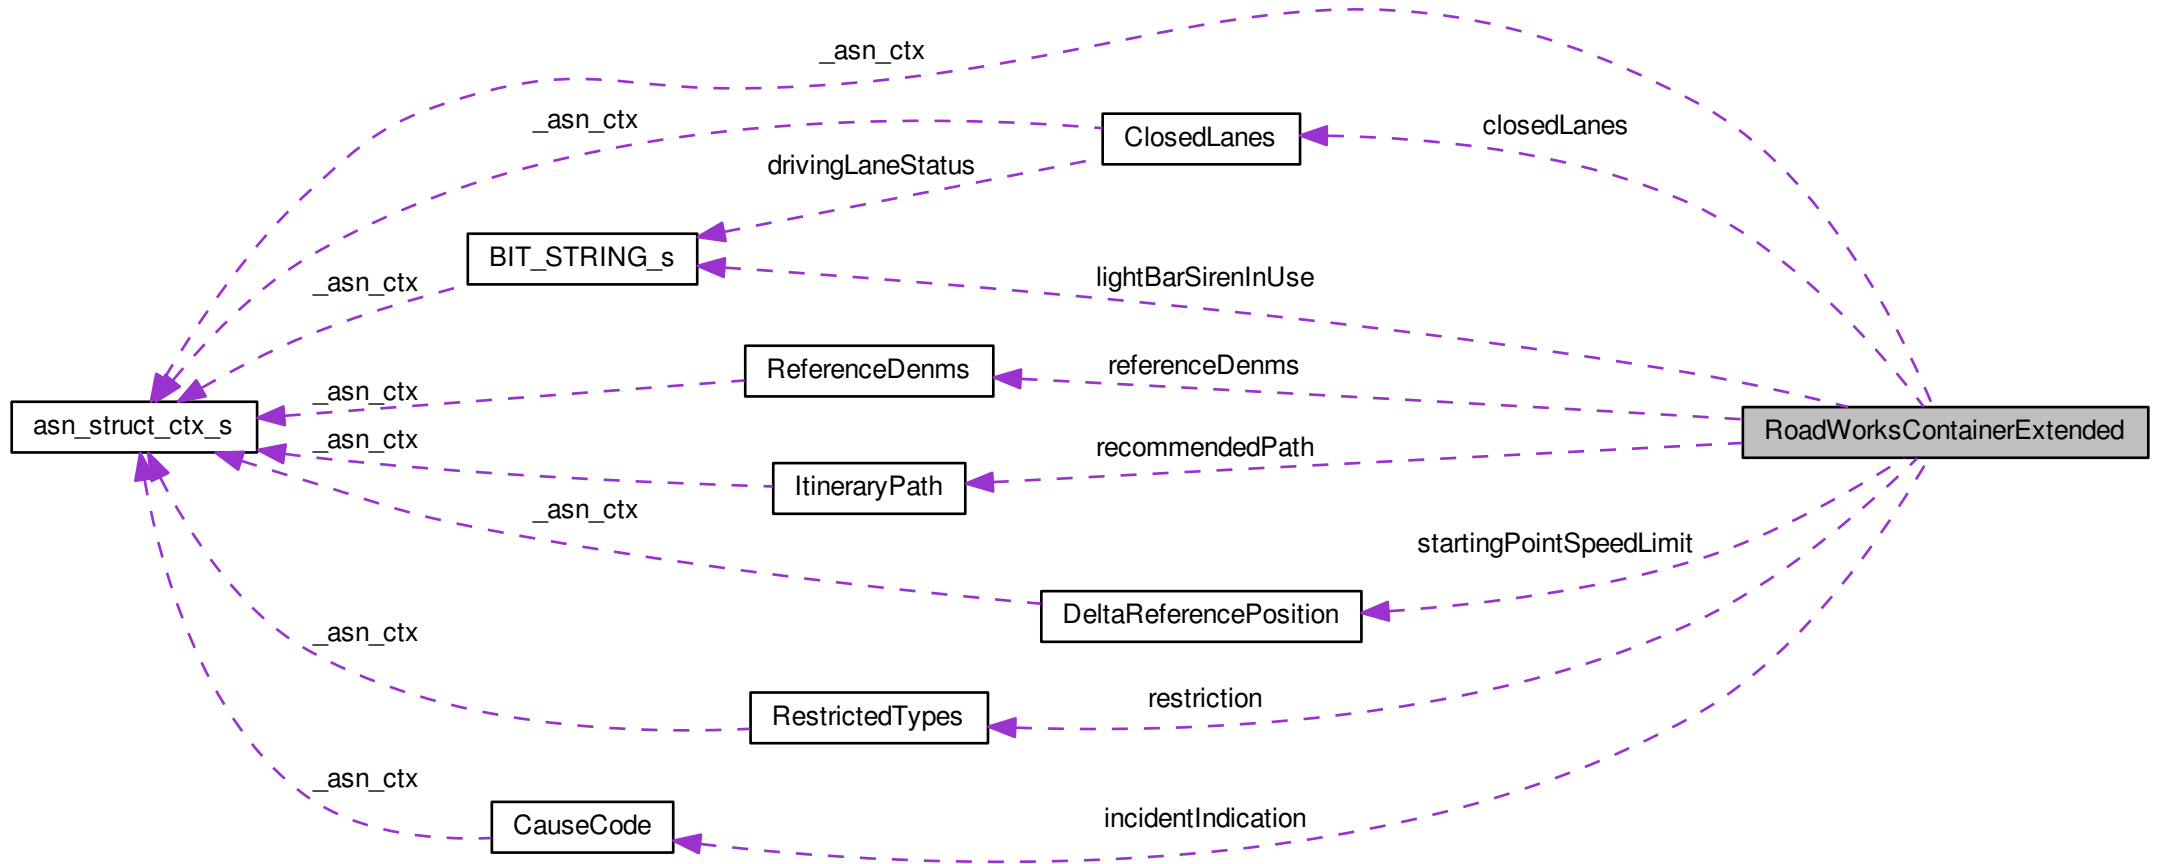 _asn_ctx
_asn_ctx
closedLanes
ClosedLanes
drivingLaneStatus
BIT_STRING_s
_asn_ctx
lightBarSirenInUse
ReferenceDenms
referenceDenms
_asn_ctx
asn_struct_ctx_s
RoadWorksContainerExtended
_asn_ctx
recommendedPath
ItineraryPath
_asn_ctx
startingPointSpeedLimit
DeltaReferencePosition
_asn_ctx
restriction
RestrictedTypes
_asn_ctx
incidentIndication
CauseCode